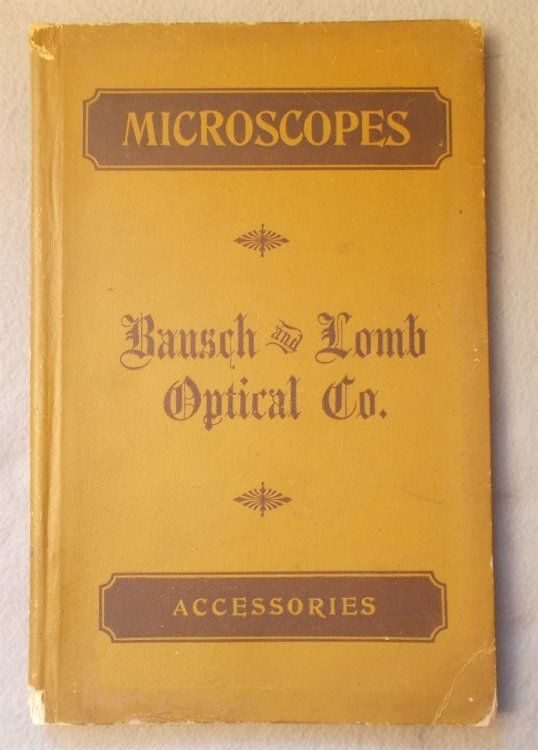 MICROSCOPES
Bausch and Lomb
Optical Co.
ACCESSORIES